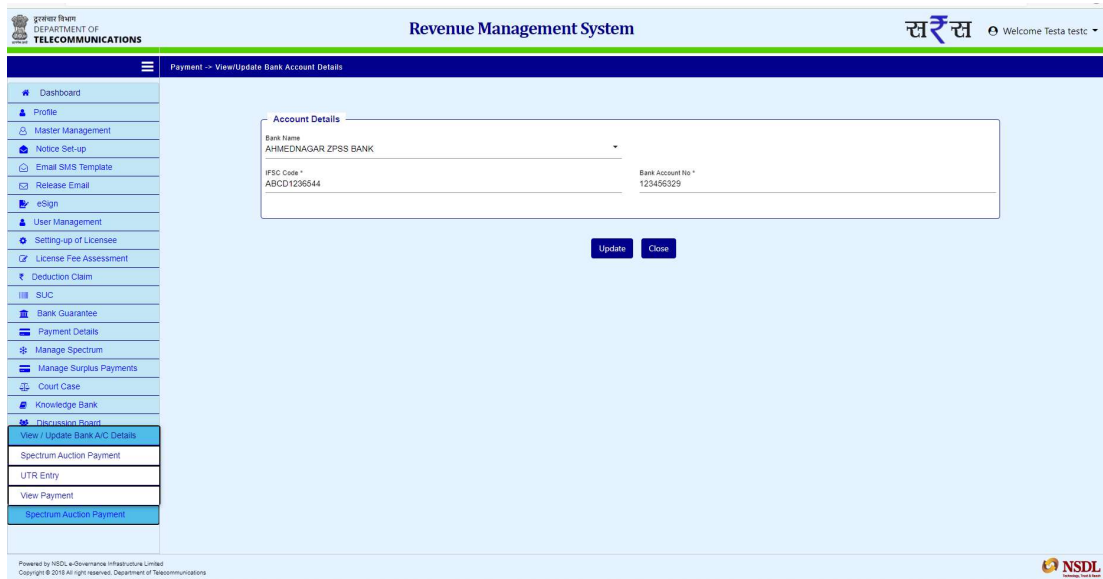 दूरसंचार विभाग
DEPARTMENT OF
TELECOMMUNICATIONS
Revenue Management System
स₹स
Welcome Testa testc
Payment -> View/Update Bank Account Details
Dashboard
Profile
Master Management
Notice Set-up
Email SMS Template
Release Email
eSign
User Management
Setting-up of Licensee
License Fee Assessment
Deduction Claim
SUC
Bank Guarantee
Payment Details
Manage Spectrum
Manage Surplus Payments
Court Case
Knowledge Bank
Discussion Board
View / Update Bank A/C Details
Spectrum Auction Payment
UTR Entry
View Payment
Spectrum Auction Payment
Account Details
Bank Name
AHMEDNAGAR ZPSS BANK
IFSC Code *
ABCD1236544
Bank Account No *
123456329
Update
Close
Powered by NSDL e-Governance Infrastructure Limited
Copyright © 2018 All right reserved, Department of Telecommunications
NSDL
Technology, Trust & Reach